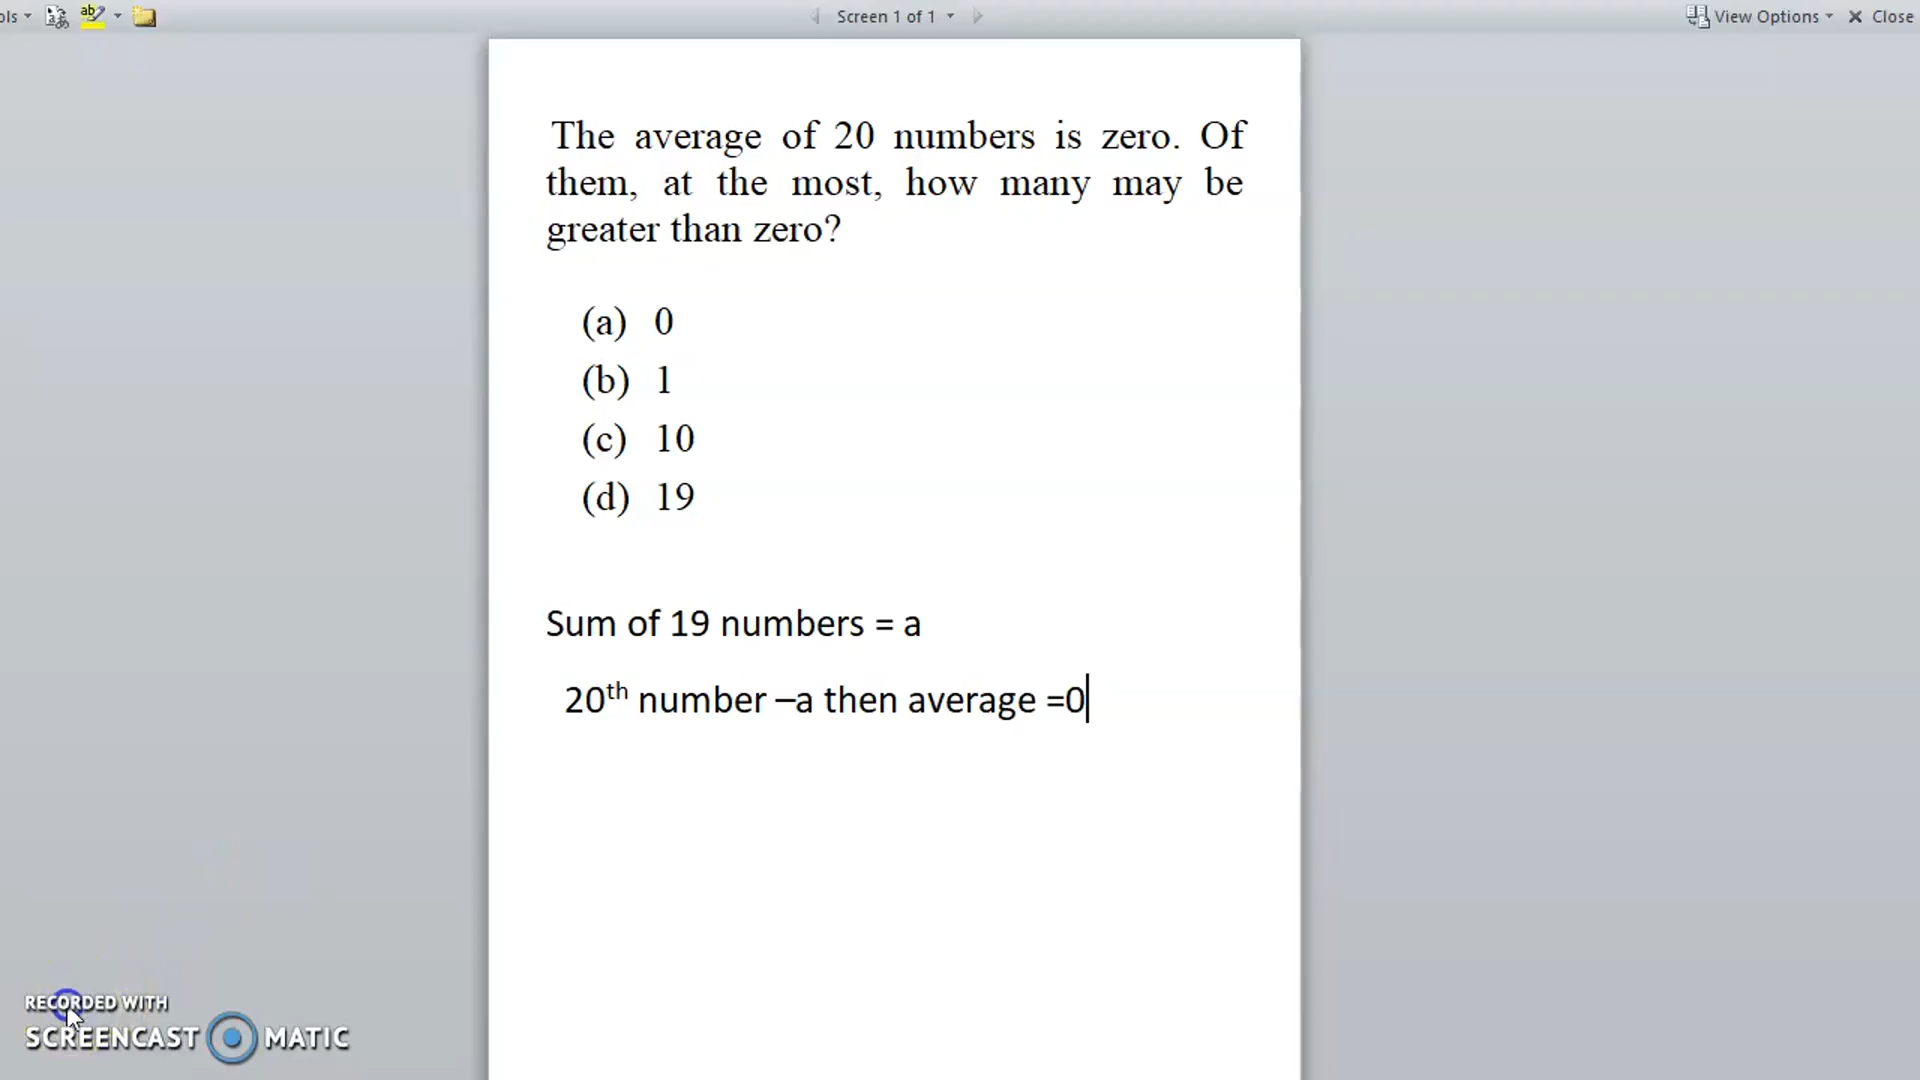 ols
Screen 1 of 1
View Options
Close
The average of 20 numbers is zero. Of
them, at the most, how many may be
greater than zero?
(a) 0
(b) 1
(c) 10
(d) 19
Sum of 19 numbers = a
20th number –a then average =0
RECORDED WITH
SCREENCAST MATIC